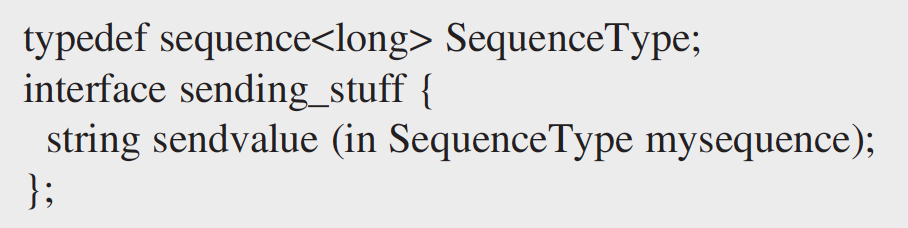 typedef sequence<long> SequenceType;
interface sending_stuff {
string sendvalue (in SequenceType mysequence);
};